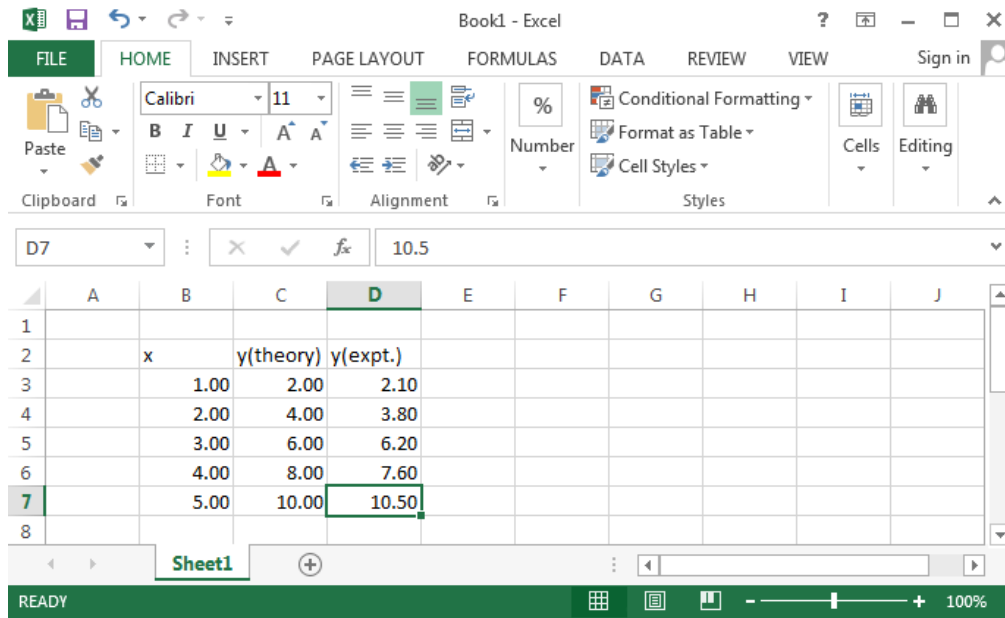 Book1 - Excel ?
FILE HOME INSERT PAGE LAYOUT FORMULAS DATA REVIEW VIEW Sign in
Calibri 11 % Conditional Formatting
Paste B I U A A Number Format as Table Cells Editing
A Cell Styles
Clipboard Font Alignment Styles
D7 fx 10.5
A B C D E F G H I J
1
2 x y(theory) y(expt.)
3 1.00 2.00 2.10
4 2.00 4.00 3.80
5 3.00 6.00 6.20
6 4.00 8.00 7.60
7 5.00 10.00 10.50
8
Sheet1
READY 100%